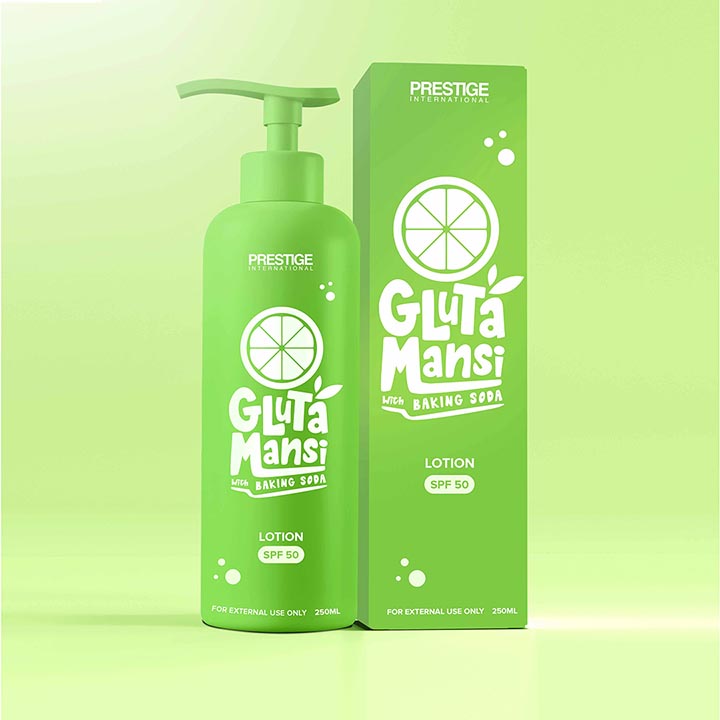 PRESTIGE
INTERNATIONAL
GLUTA
MANSi
with BAKING SODA
LOTION
SPF 50
FOR EXTERNAL USE ONLY 250ML
PRESTIGE
INTERNATIONAL
GLUTA
MANSi
with BAKING SODA
LOTION
SPF 50
FOR EXTERNAL USE ONLY 250ML